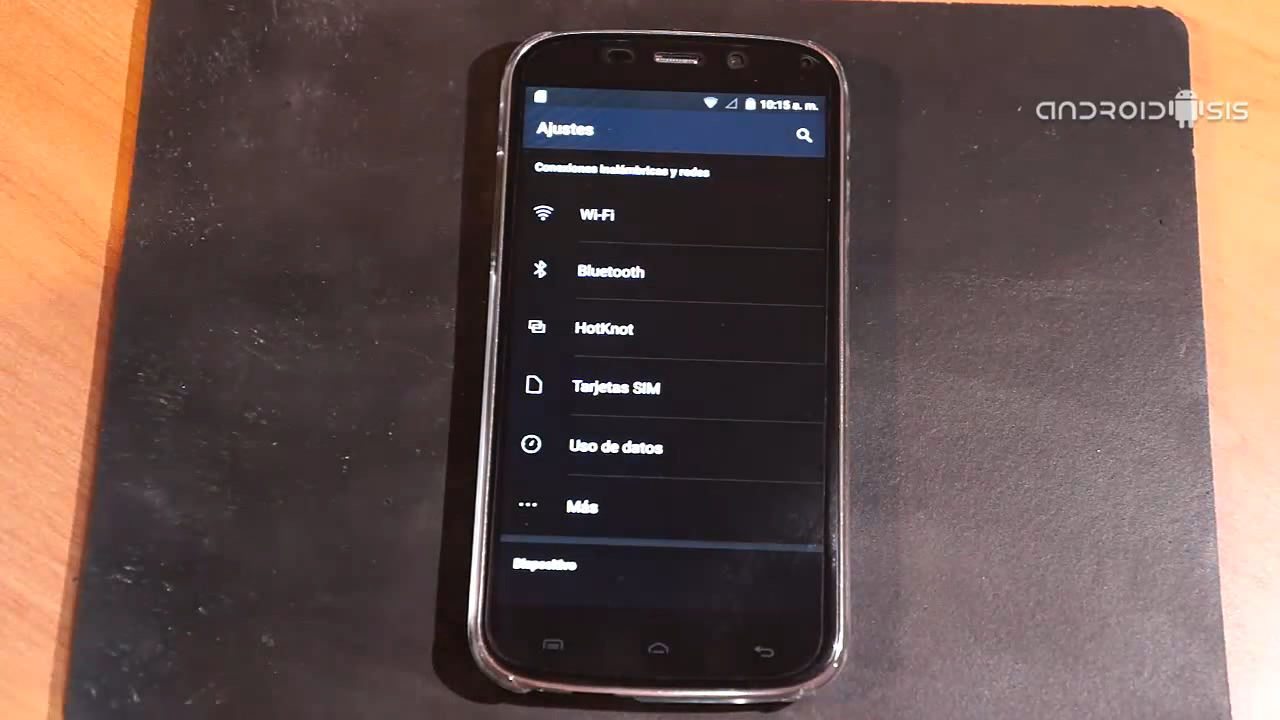 ANDROIDSIS
10:15 a. m.
Ajustes
Conexiones inalámbricas y redes
Wi-Fi
Bluetooth
HotKnot
Tarjetas SIM
Uso de datos
Más
Dispositivo